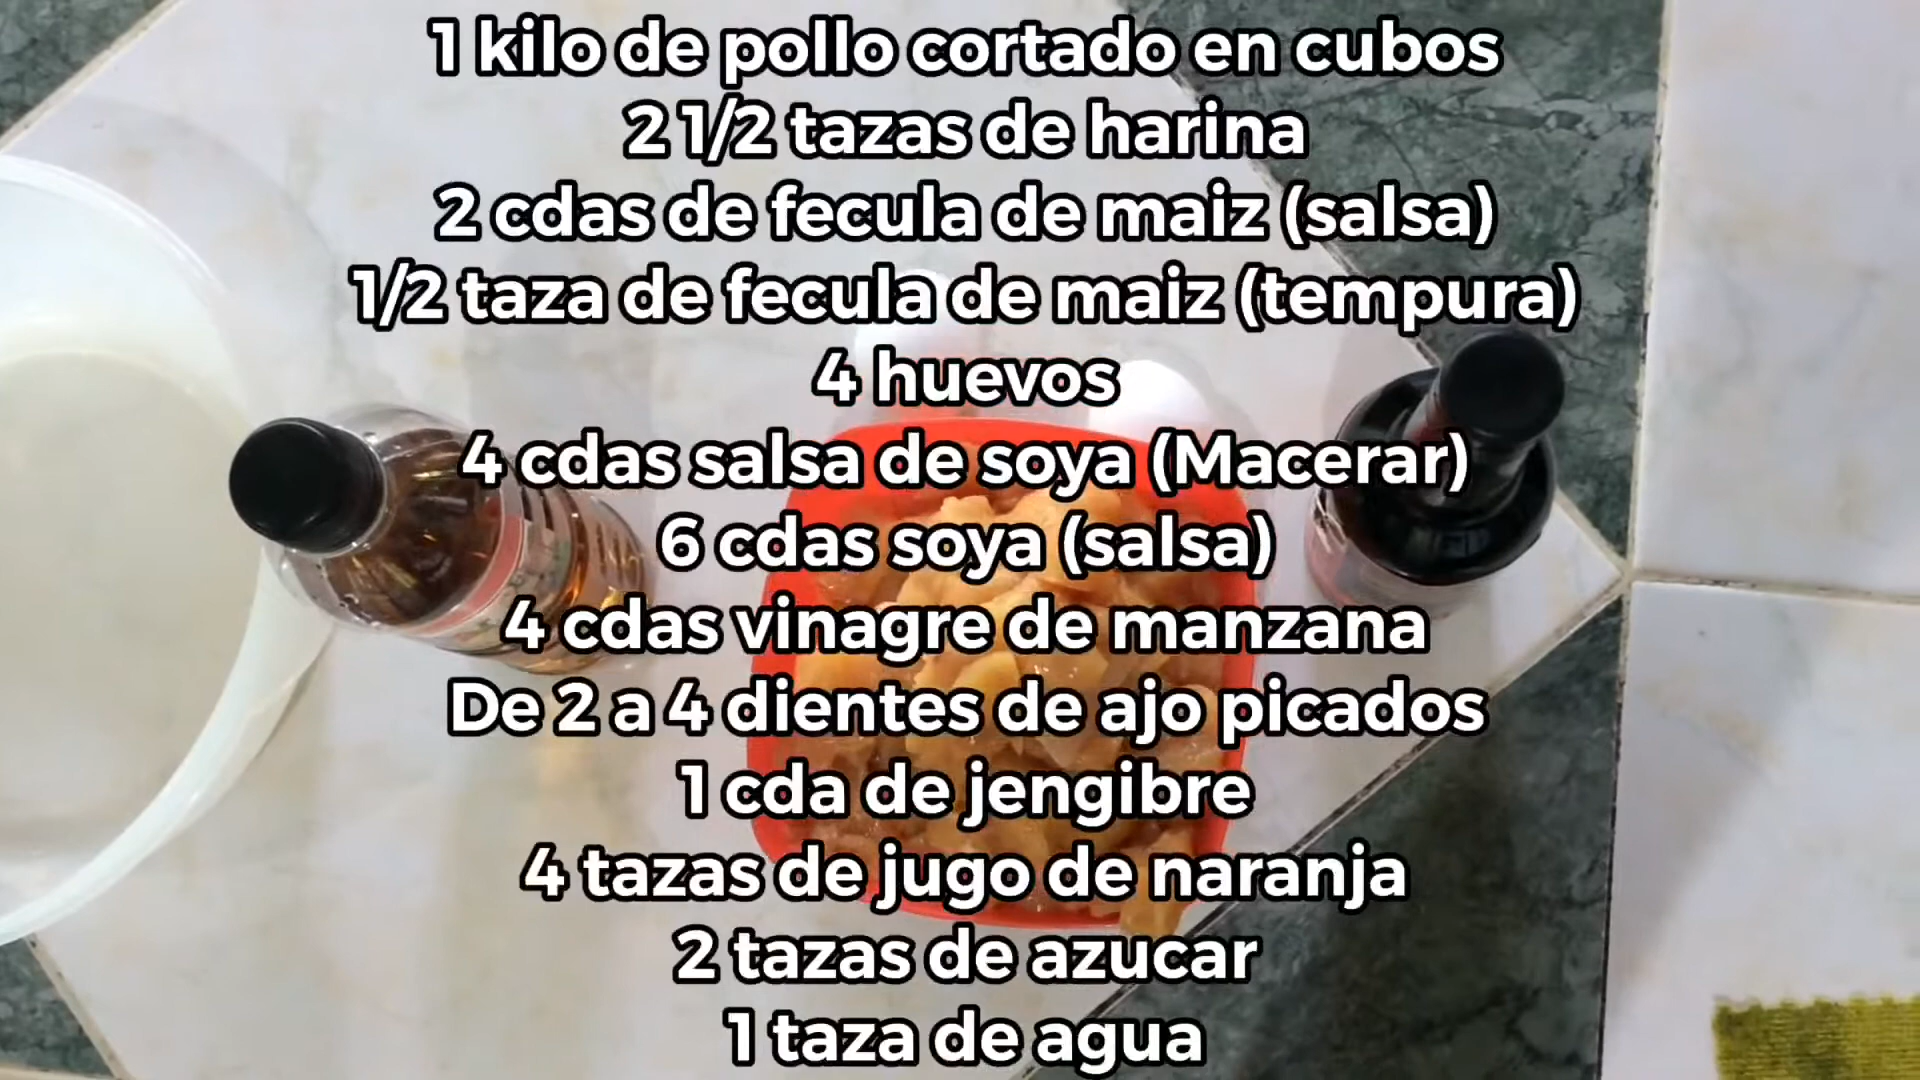 1 kilo de pollo cortado en cubos
2 1/2 tazas de harina
2 cdas de fecula de maiz (salsa)
1/2 taza de fecula de maiz (tempura)
4 huevos
4 cdas salsa de soya (Macerar)
6 cdas soya (salsa)
4 cdas vinagre de manzana
De 2 a 4 dientes de ajo picados
1 cda de jengibre
4 tazas de jugo de naranja
2 tazas de azucar
1 taza de agua